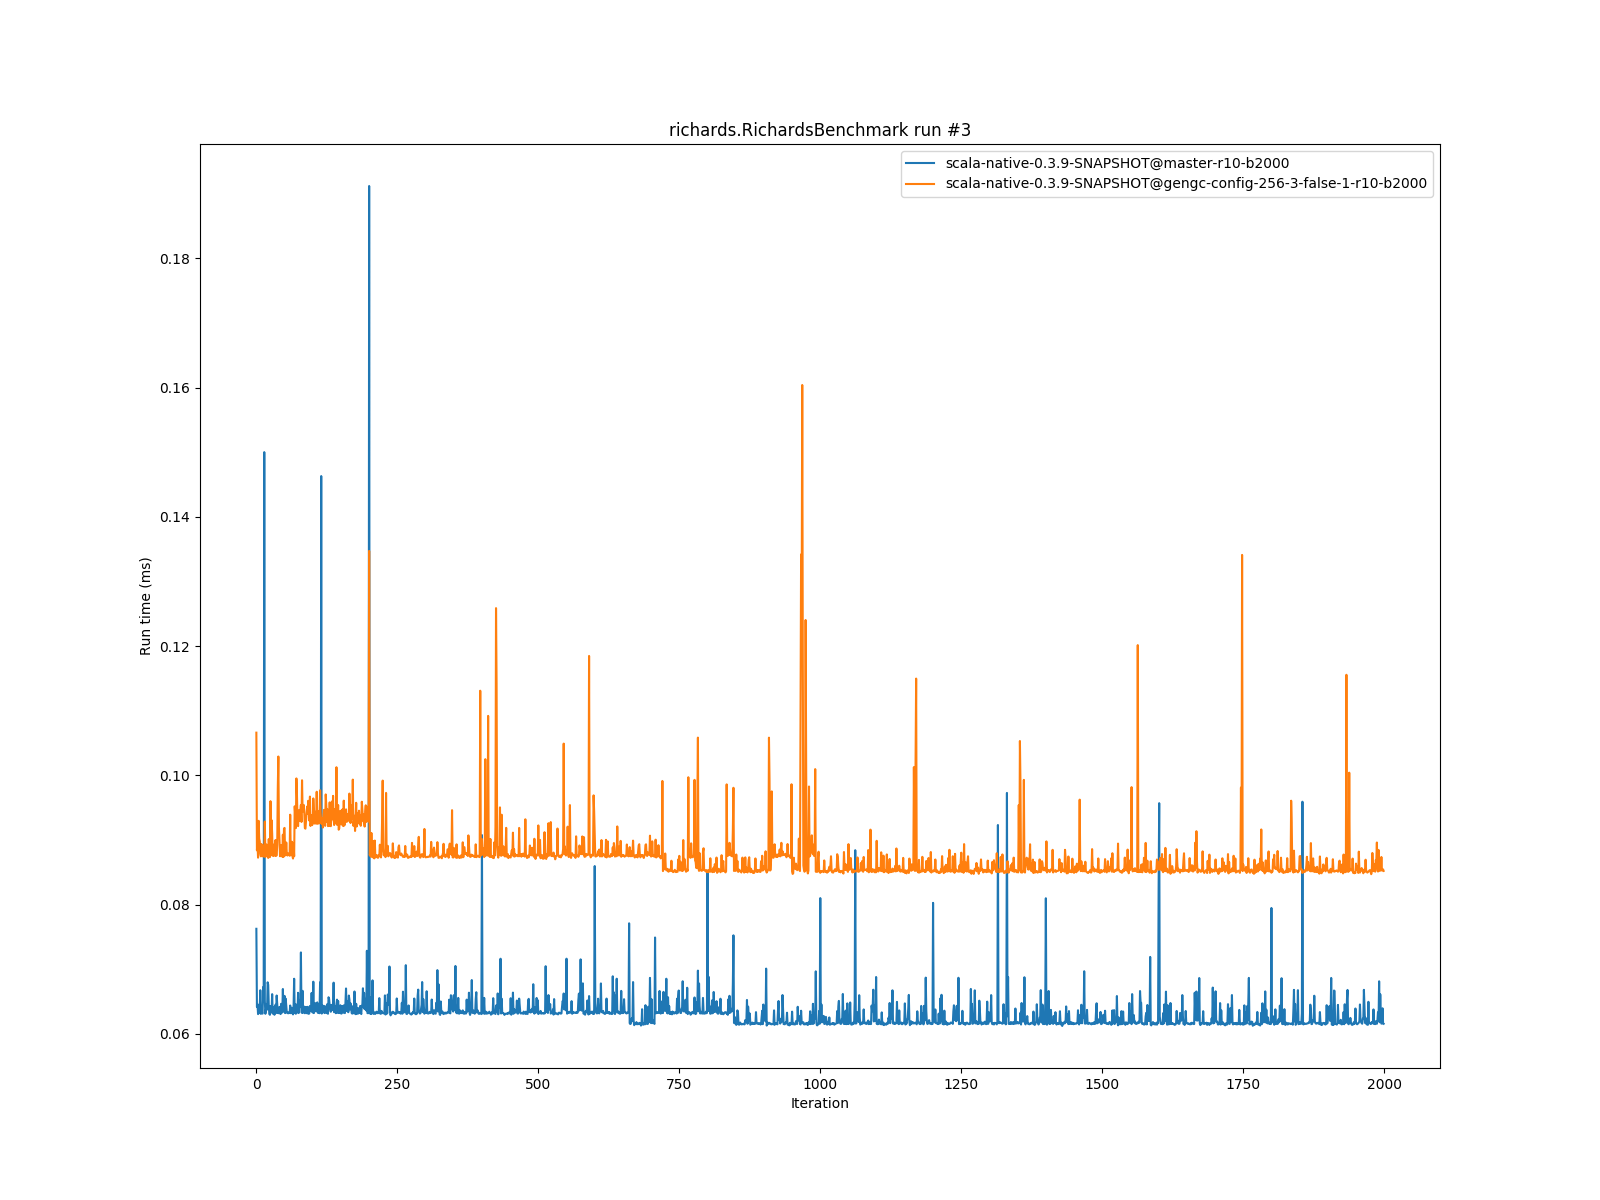 richards.RichardsBenchmark run #3
scala-native-0.3.9-SNAPSHOT@master-r10-b2000
scala-native-0.3.9-SNAPSHOT@gengc-config-256-3-false-1-r10-b2000
Run time (ms)
0.18
0.16
0.14
0.12
0.10
0.08
0.06
0 250 500 750 1000 1250 1500 1750 2000
Iteration